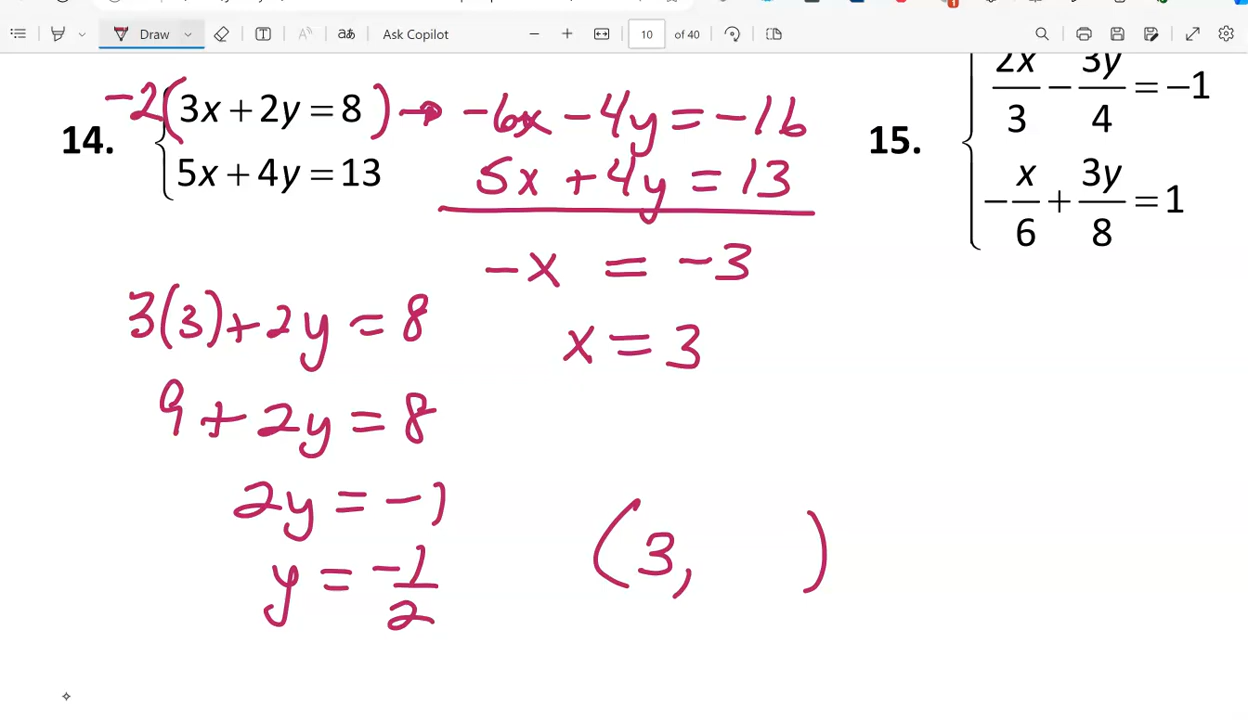 Draw
Ask Copilot
10 of 40
14.
-2(3x + 2y = 8) → -6x - 4y = -16
5x + 4y = 13
5x + 4y = 13
-x = -3
x = 3
3(3) + 2y = 8
9 + 2y = 8
2y = -1
y = -1/2
(3, )
15.
2x/3 - 3y/4 = -1
-x/6 + 3y/8 = 1